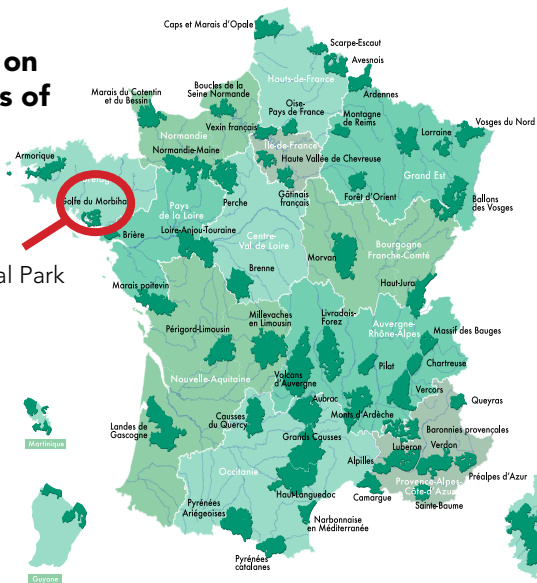 on
s of
al Park
Caps et Marais d'Opale
Scarpe-Escaut
Avesnois
Hauts-de-France
Ardennes
Marais du Cotentin
et du Bessin
Boucles de la
Seine Normande
Oise-
Pays de France
Montagne
de Reims
Vosges du Nord
Lorraine
Normandie
Vexin français
Île-de-France
Normandie-Maine
Haute Vallée de Chevreuse
Grand Est
Armorique
Golfe du Morbihan
Perche
Gâtinais
français
Forêt d'Orient
Ballons
des Vosges
Pays
de la Loire
Brière
Loire-Anjou-Touraine
Centre-
Val de Loire
Bourgogne
Franche-Comté
Morvan
Brenne
Haut-Jura
Marais poitevin
Millevaches
en Limousin
Livradois-
Forez
Auvergne-
Rhône-Alpes
Massif des Bauges
Périgord-Limousin
Pilat
Chartreuse
Nouvelle-Aquitaine
Volcans
d'Auvergne
Vercors
Queyras
Aubrac
Monts d'Ardèche
Baronnies provençales
Landes de
Gascogne
Causses
du Quercy
Grands Causses
Luberon
Verdon
Alpilles
Préalpes d'Azur
Occitanie
Provence-Alpes-
Côte-d'Azur
Haut-Languedoc
Camargue
Sainte-Baume
Pyrénées
Ariégeoises
Narbonnaise
en Méditerranée
Pyrénées
catalanes
Martinique
Guyane